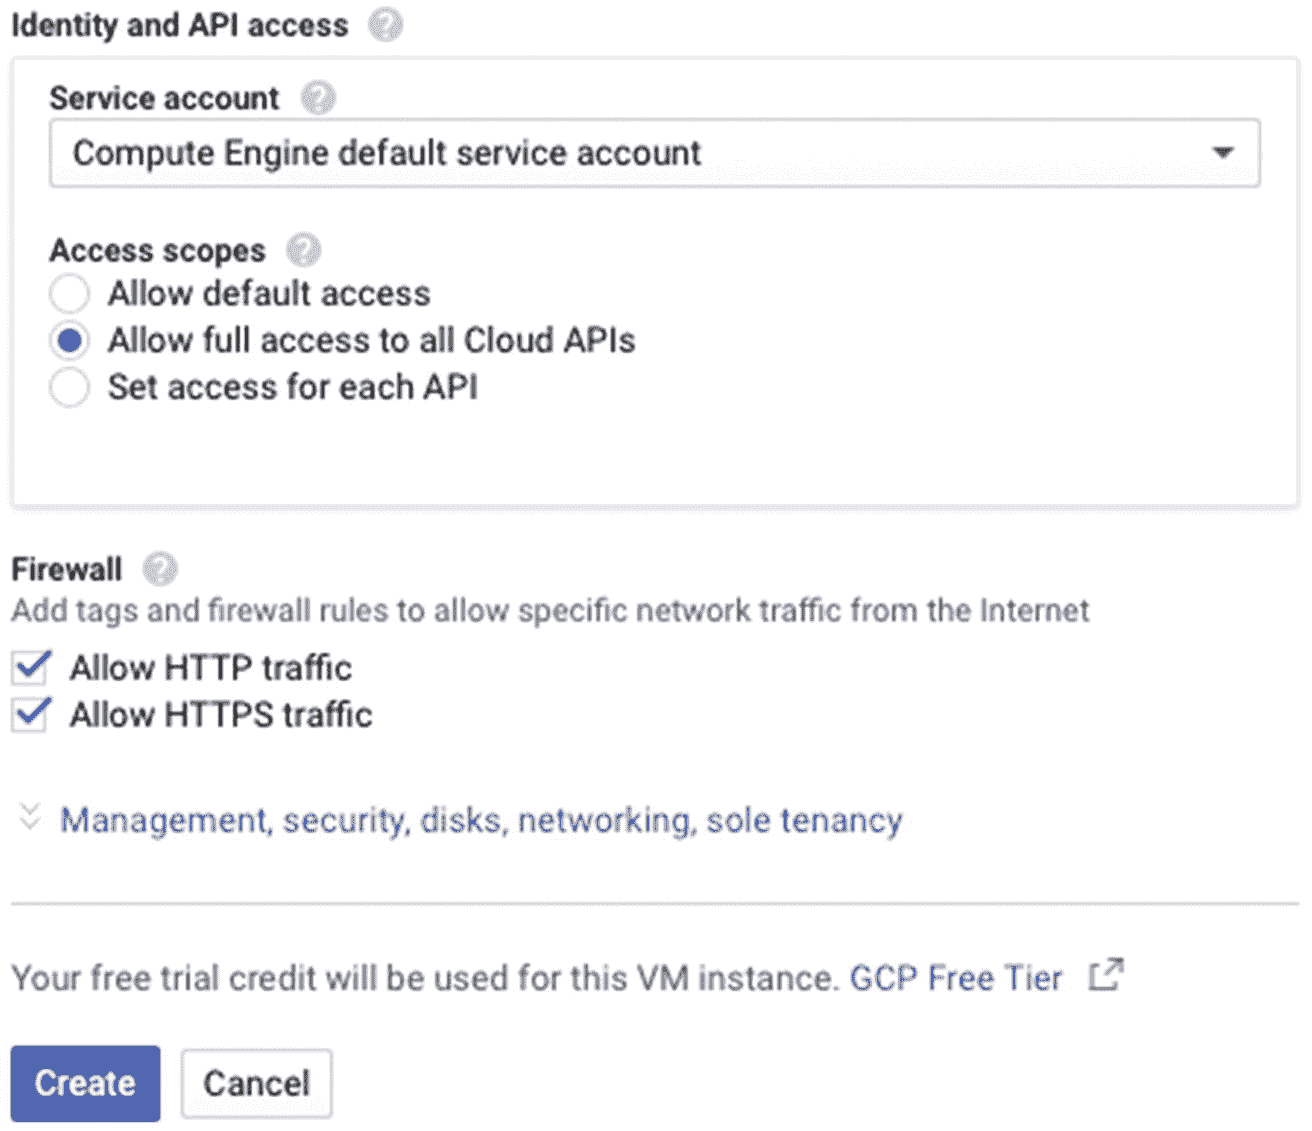 Identity and API access
Service account
Compute Engine default service account
Access scopes
Allow default access
Allow full access to all Cloud APIs
Set access for each API
Firewall
Add tags and firewall rules to allow specific network traffic from the Internet
Allow HTTP traffic
Allow HTTPS traffic
Management, security, disks, networking, sole tenancy
Your free trial credit will be used for this VM instance. GCP Free Tier
Create Cancel